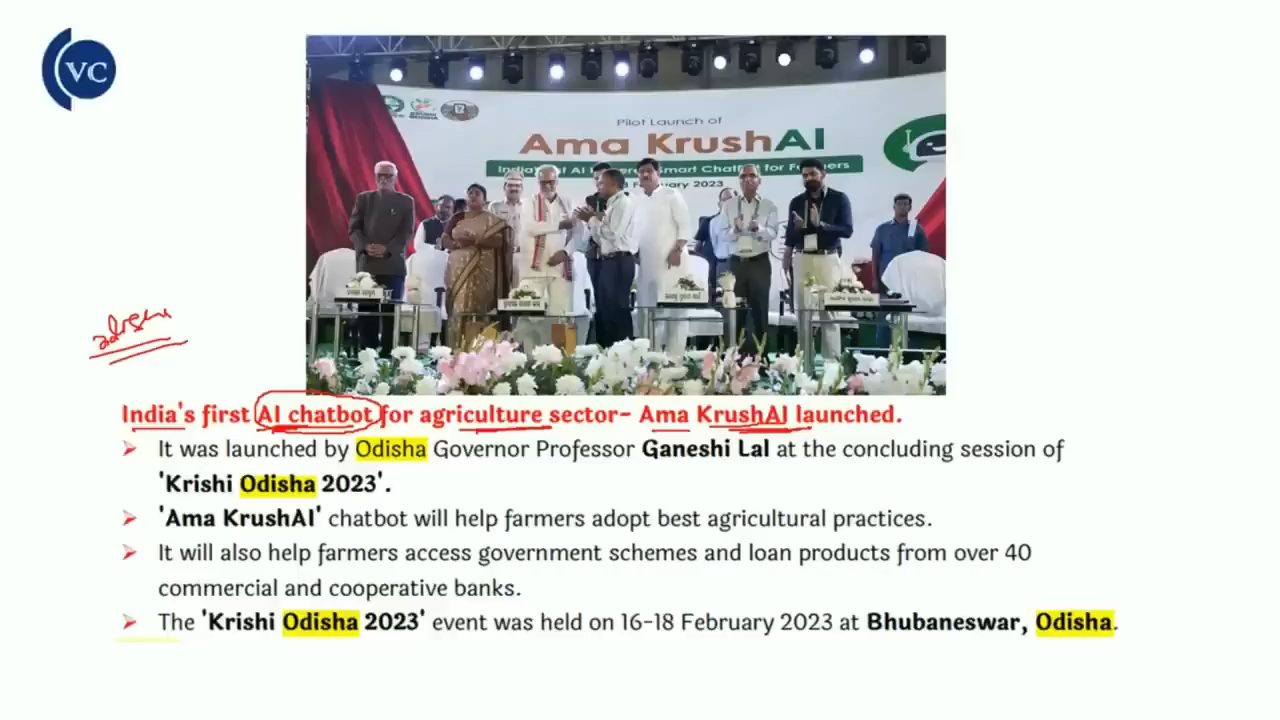 VC
Pilot Launch of
Ama KrushAI
February 2023
India's first AI chatbot for agriculture sector- Ama KrushAI launched.
It was launched by Odisha Governor Professor Ganeshi Lal at the concluding session of
'Krishi Odisha 2023'.
'Ama KrushAI' chatbot will help farmers adopt best agricultural practices.
It will also help farmers access government schemes and loan products from over 40
commercial and cooperative banks.
The 'Krishi Odisha 2023' event was held on 16-18 February 2023 at Bhubaneswar, Odisha.